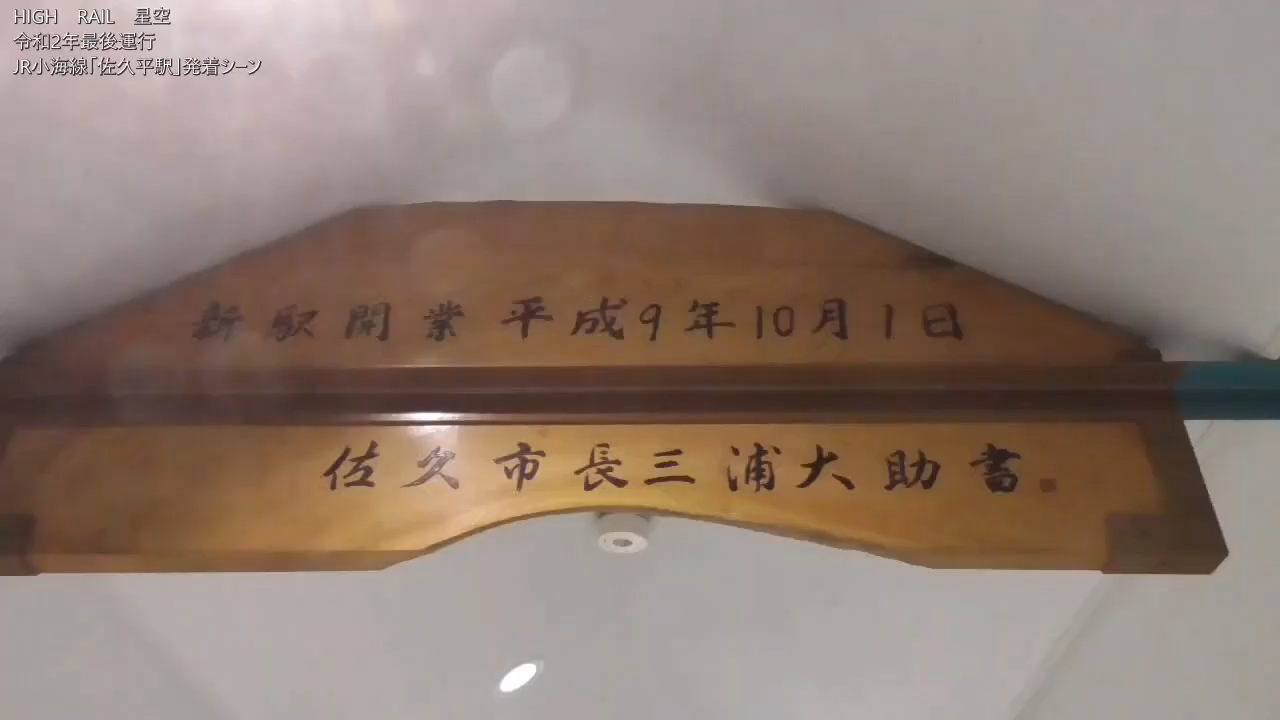 HIGH　RAIL　星空
令和2年最後運行
JR小海線「佐久平駅」発着シーン
新駅開業 平成9年10月1日
佐久市長三浦大助書